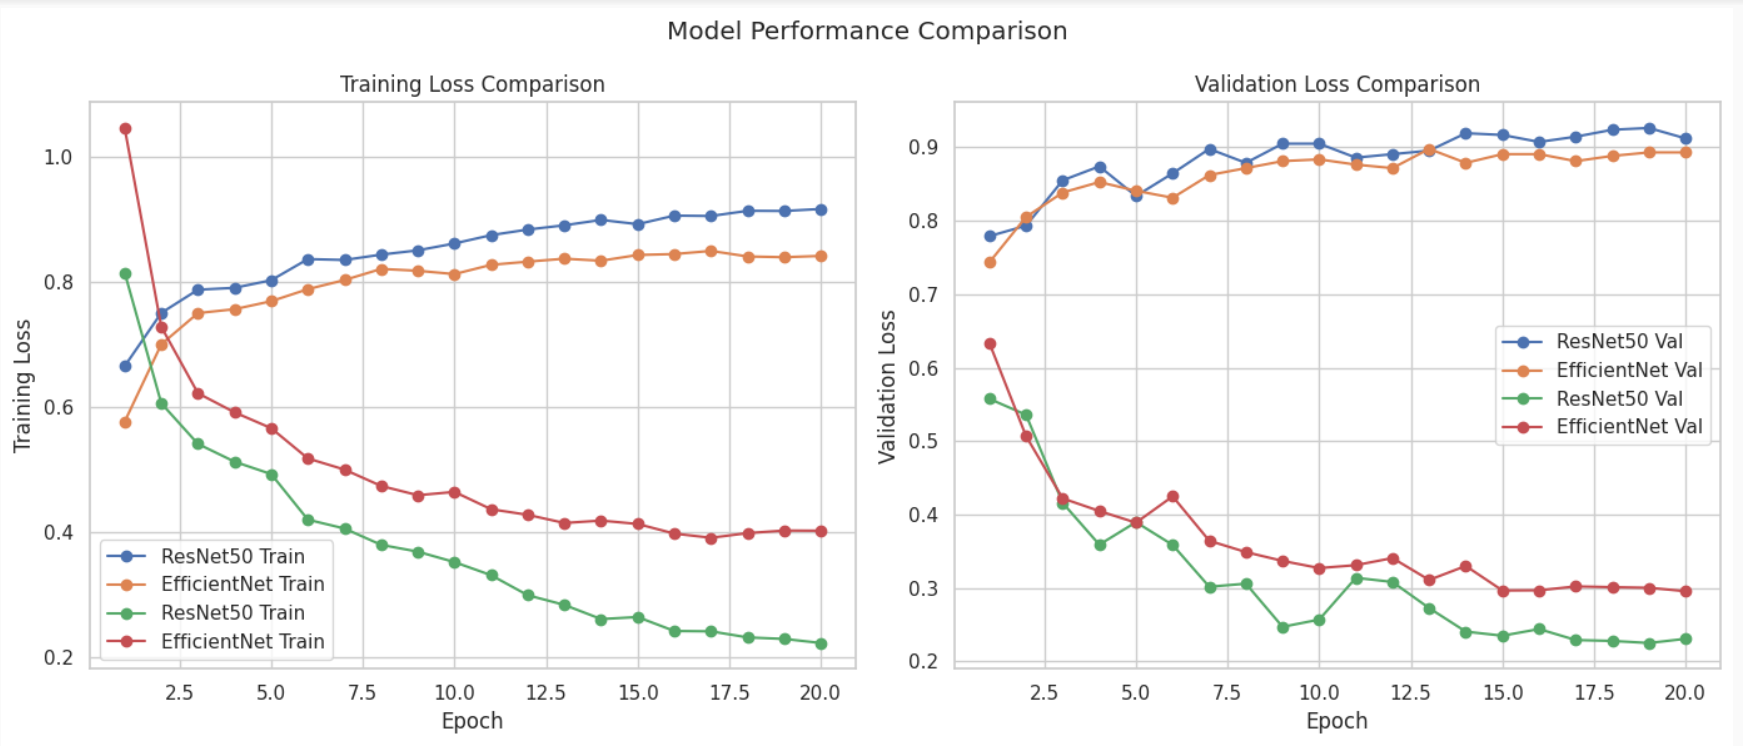 Model Performance Comparison
Training Loss Comparison
Training Loss
1.0
0.8
0.6
0.4
0.2
ResNet50 Train
EfficientNet Train
ResNet50 Train
EfficientNet Train
2.5 5.0 7.5 10.0 12.5 15.0 17.5 20.0
Epoch
Validation Loss Comparison
Validation Loss
0.9
0.8
0.7
0.6
0.5
0.4
0.3
0.2
ResNet50 Val
EfficientNet Val
ResNet50 Val
EfficientNet Val
2.5 5.0 7.5 10.0 12.5 15.0 17.5 20.0
Epoch